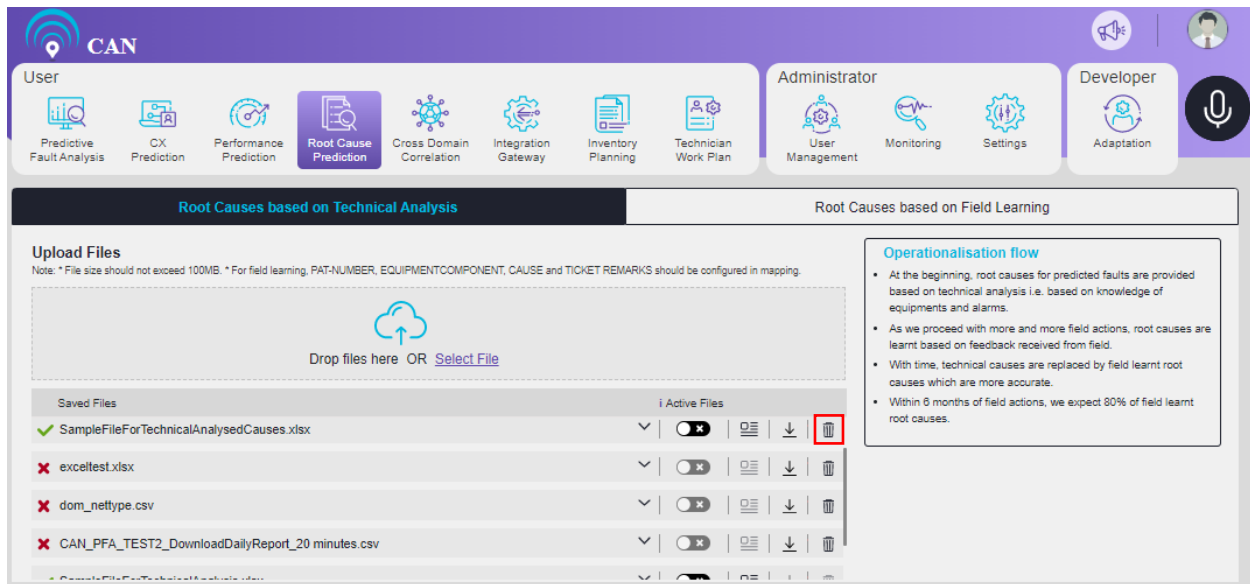 CAN
User
Administrator
Developer
Predictive
Fault Analysis
CX
Prediction
Performance
Prediction
Root Cause
Prediction
Cross Domain
Correlation
Integration
Gateway
Inventory
Planning
Technician
Work Plan
User
Management
Monitoring
Settings
Adaptation
Root Causes based on Technical Analysis
Root Causes based on Field Learning
Upload Files
Note: * File size should not exceed 100MB. * For field learning, PAT-NUMBER, EQUIPMENTCOMPONENT, CAUSE and TICKET REMARKS should be configured in mapping.
Drop files here OR Select File
Saved Files
i Active Files
SampleFileForTechnicalAnalysedCauses.xlsx
exceltest.xlsx
dom_nettype.csv
CAN_PFA_TEST2_DownloadDailyReport_20 minutes.csv
Operationalisation flow
• At the beginning, root causes for predicted faults are provided
based on technical analysis i.e. based on knowledge of
equipments and alarms.
• As we proceed with more and more field actions, root causes are
learnt based on feedback received from field.
• With time, technical causes are replaced by field learnt root
causes which are more accurate.
• Within 6 months of field actions, we expect 80% of field learnt
root causes.